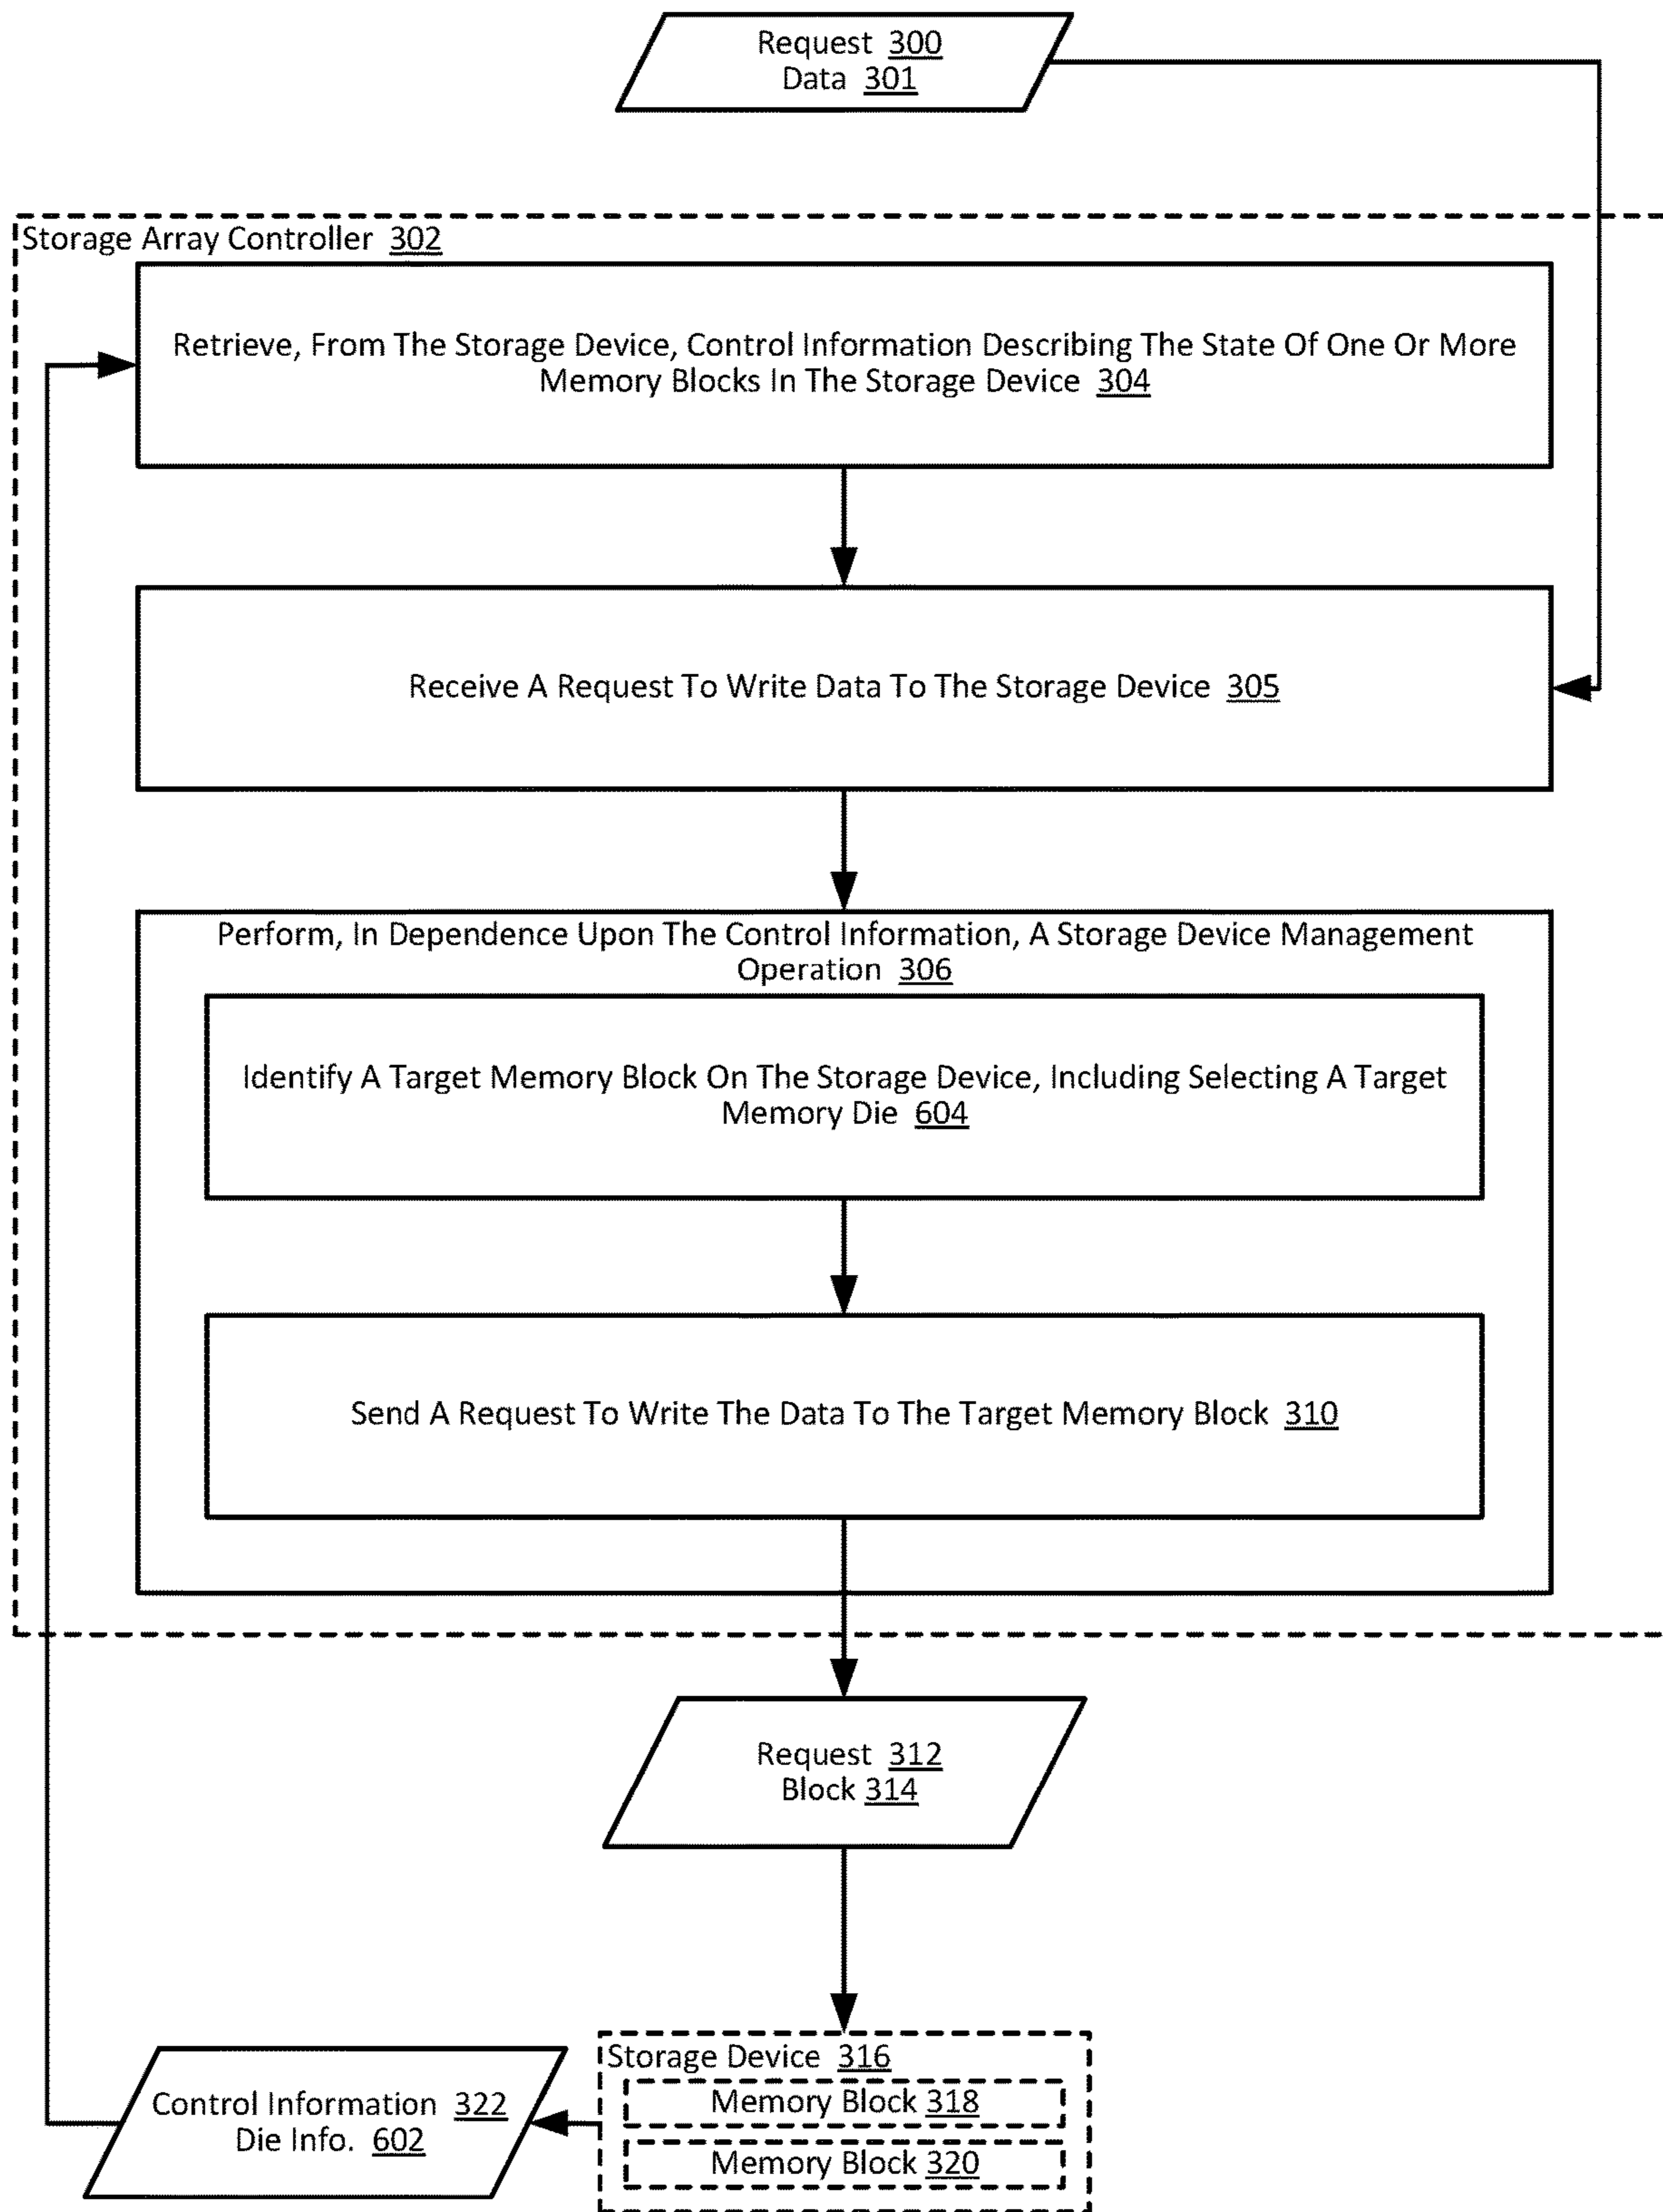 Request 300
Data 301
Storage Array Controller 302
Retrieve, From The Storage Device, Control Information Describing The State Of One Or More
Memory Blocks In The Storage Device 304
Receive A Request To Write Data To The Storage Device 305
Perform, In Dependence Upon The Control Information, A Storage Device Management
Operation 306
Identify A Target Memory Block On The Storage Device, Including Selecting A Target
Memory Die 604
Send A Request To Write The Data To The Target Memory Block 310
Request 312
Block 314
Storage Device 316
Memory Block 318
Memory Block 320
Control Information 322
Die Info. 602